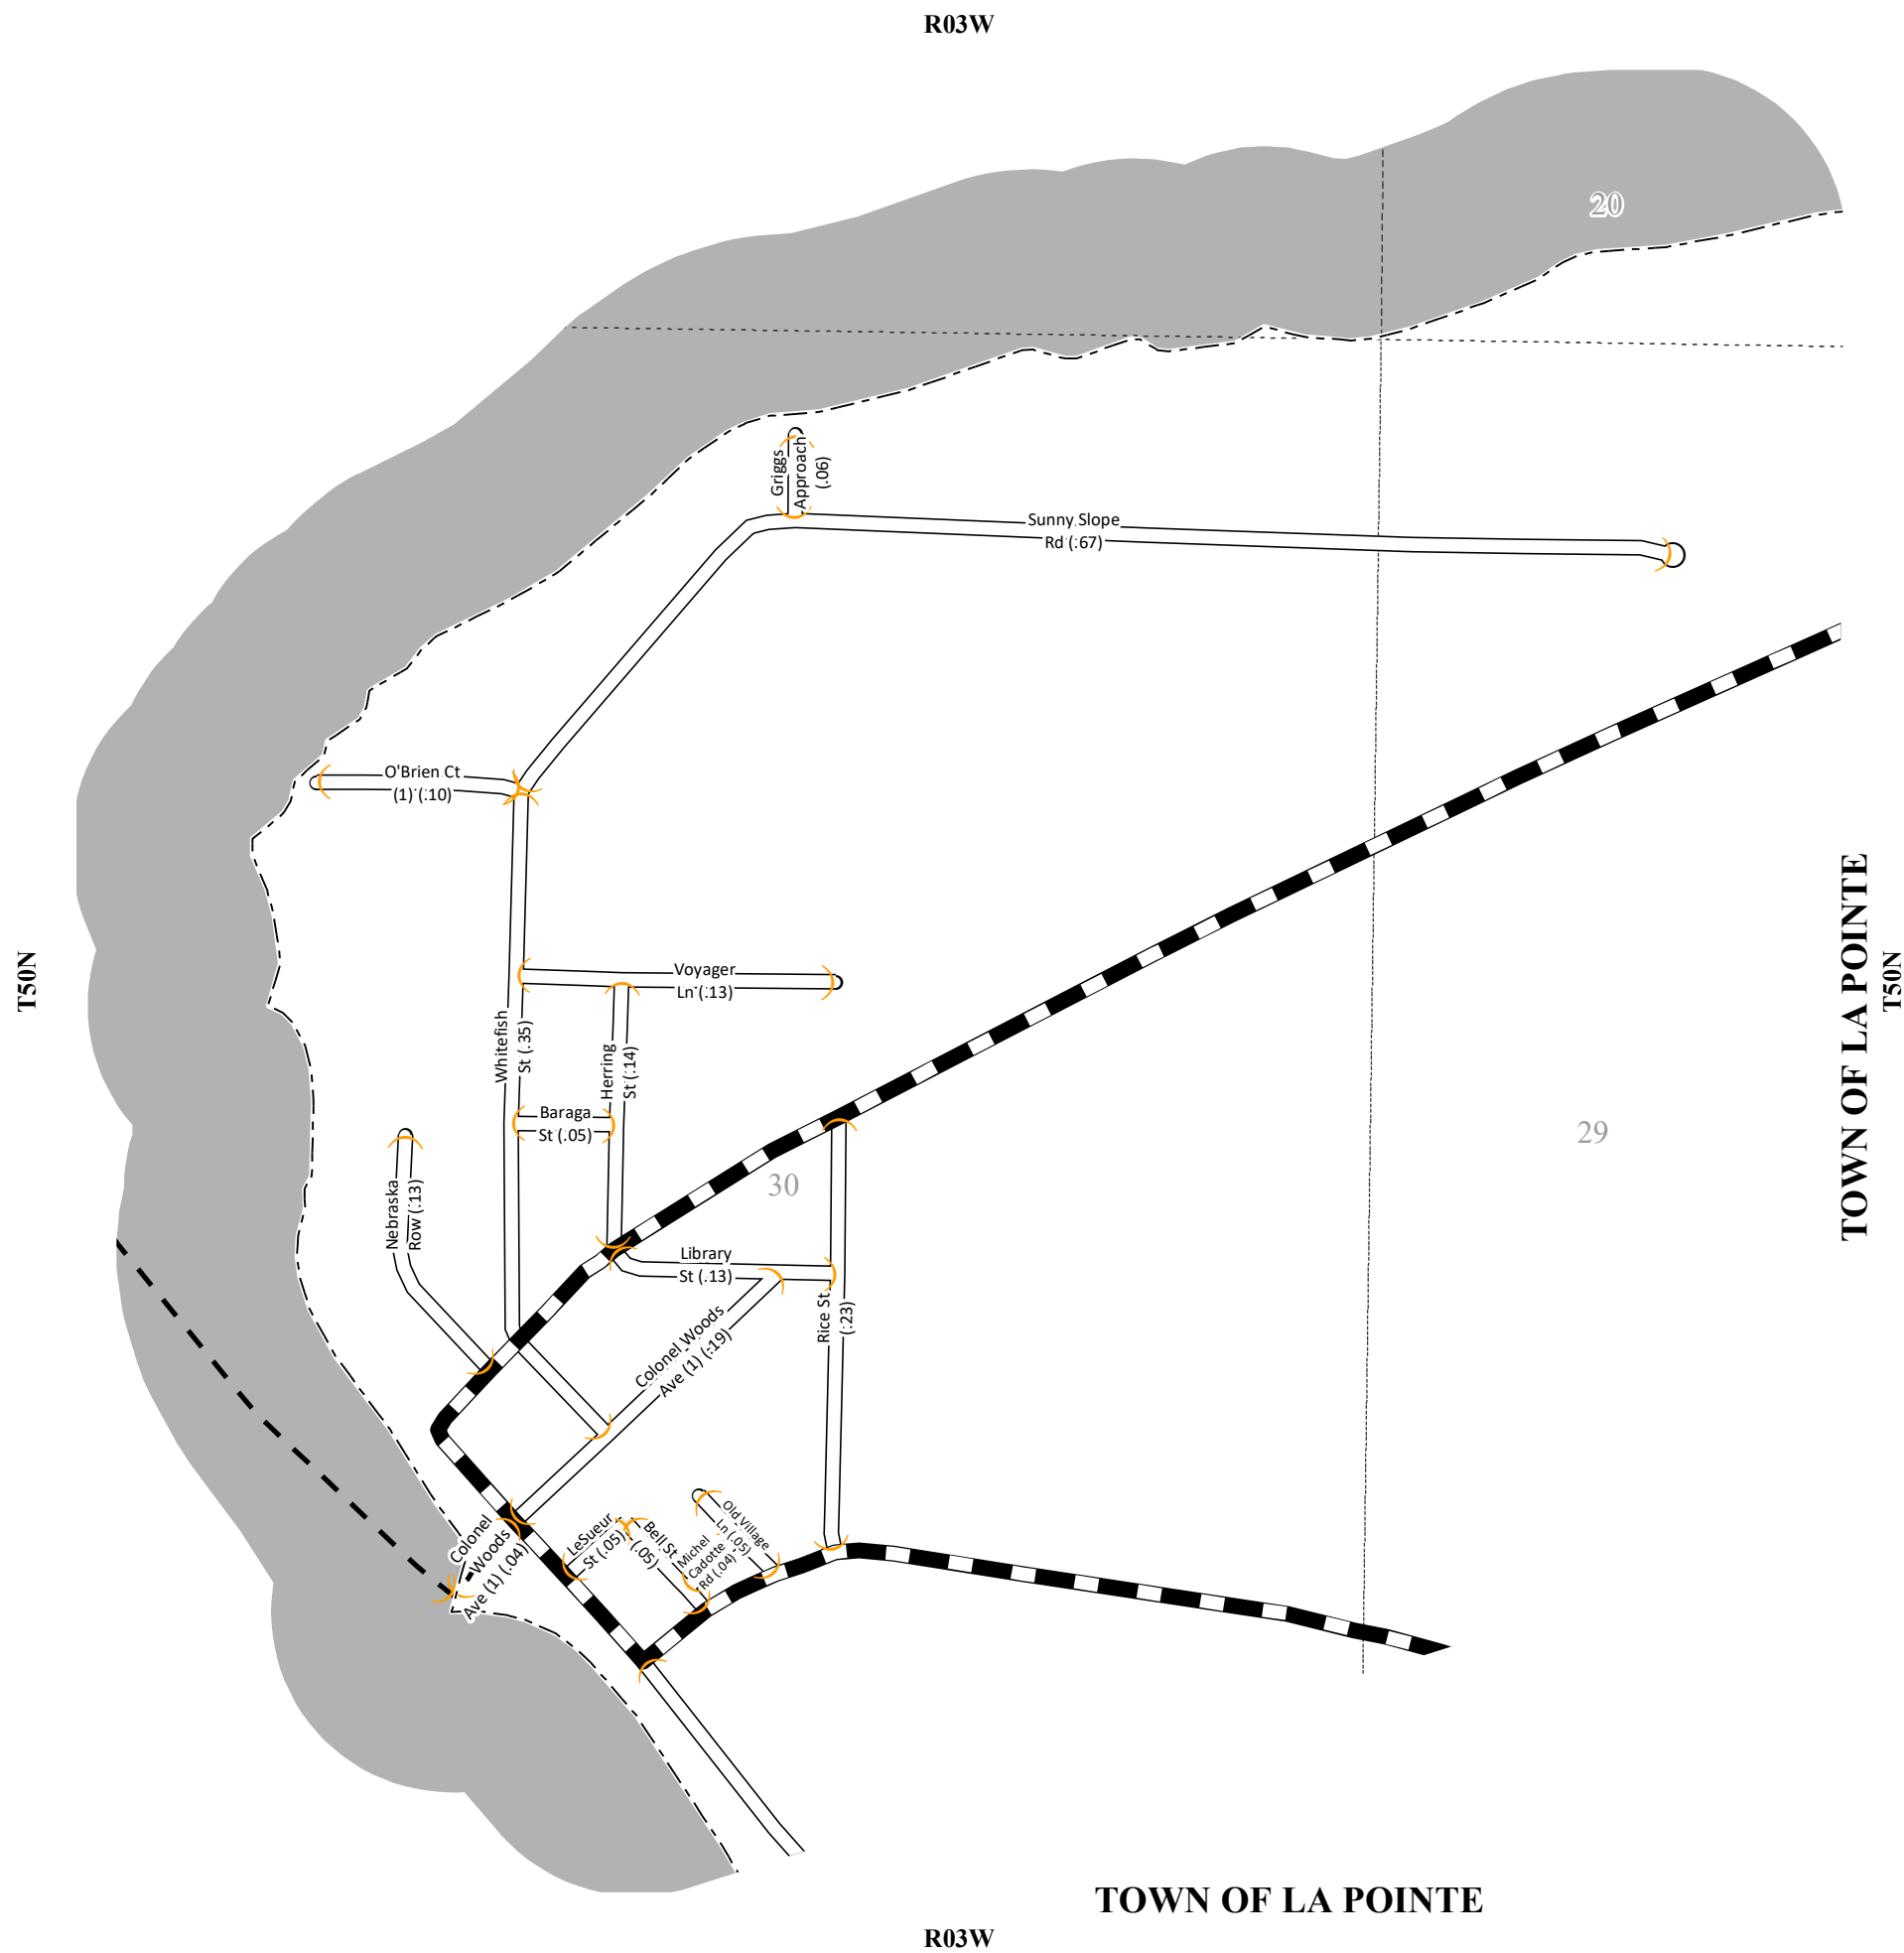 R03W
20
Griggs
Approach
(.06)
Sunny Slope
Rd (.67)
O'Brien Ct
(1) (.10)
T50N
TOWN OF LA POINTE
T50N
Voyager
Ln (.13)
Whitefish
St (.35)
Herring
St (.14)
Baraga
St (.05)
29
30
Nebraska
Row (.13)
Library
St (.13)
Colonel Woods
Ave (1) (.19)
Rice St
(.23)
Colonel
Woods
Ave (1) (.04)
LeSueur
St (.05)
Bell St
(.05)
Michel
Cadotte
Rd (.04)
Old Village
Ln (.05)
TOWN OF LA POINTE
R03W